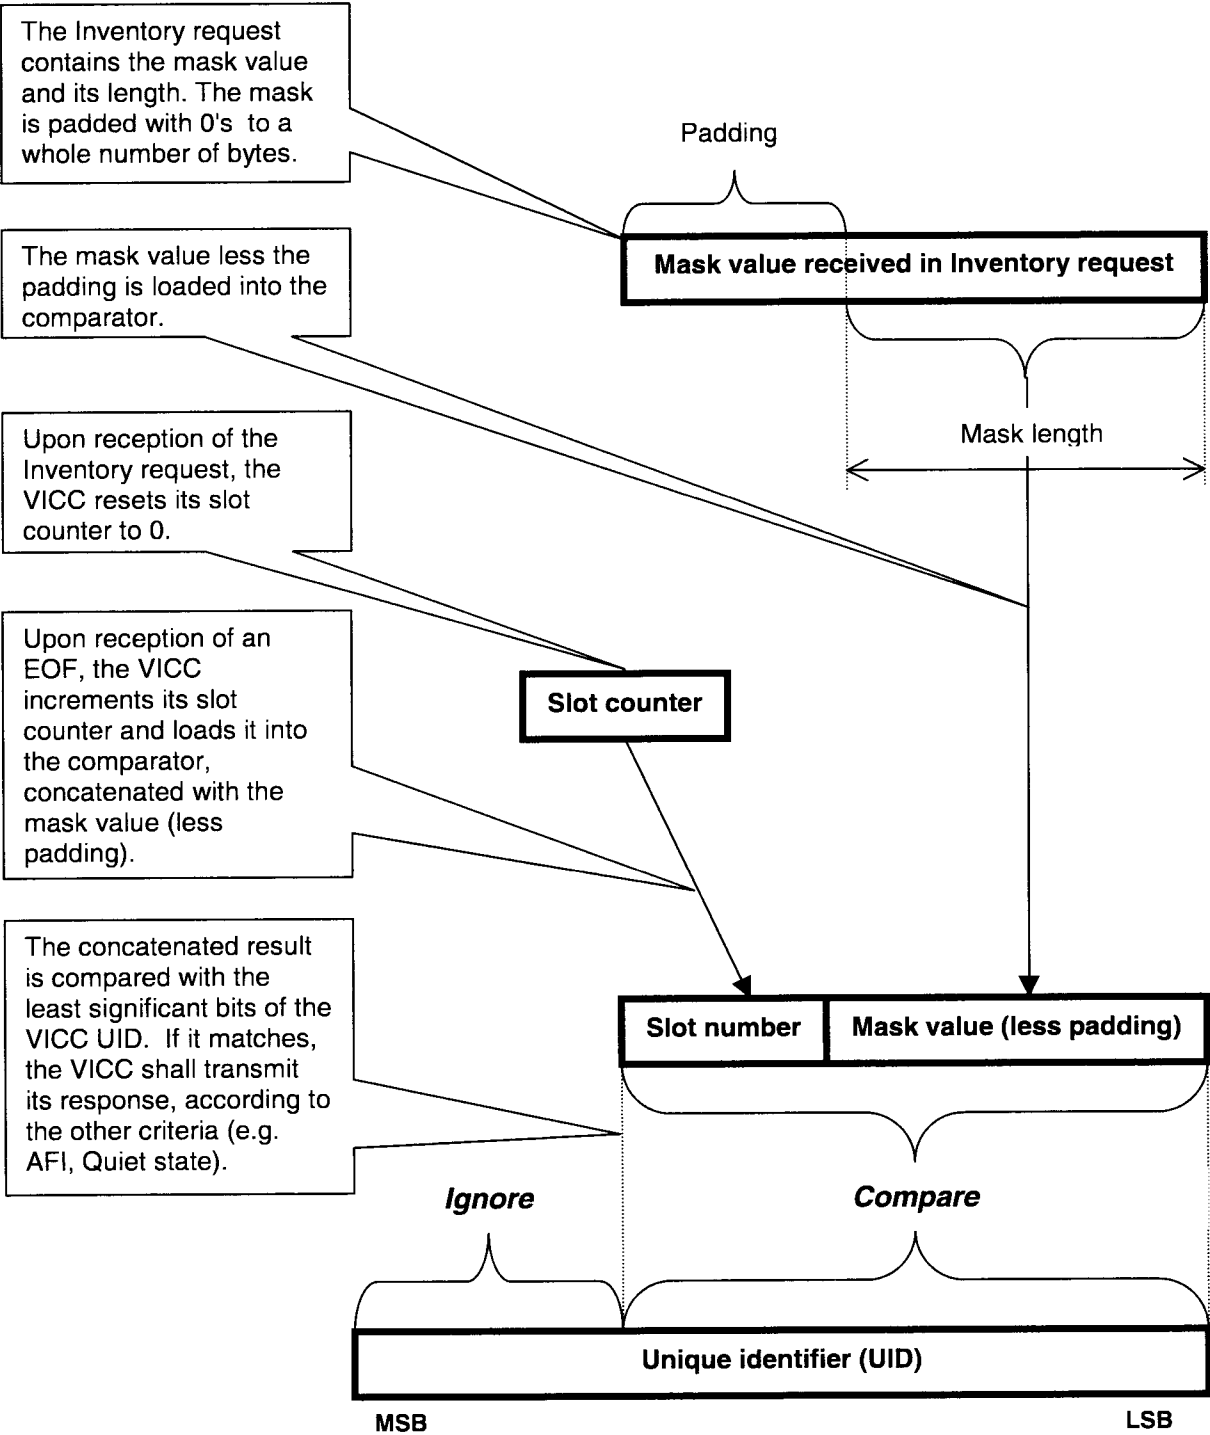 The Inventory request
contains the mask value
and its length. The mask
is padded with 0's to a
whole number of bytes.
Padding
Mask value received in Inventory request
The mask value less the
padding is loaded into the
comparator.
Mask length
Upon reception of the
Inventory request, the
VICC resets its slot
counter to 0.
Upon reception of an
EOF, the VICC
increments its slot
counter and loads it into
the comparator,
concatenated with the
mask value (less
padding).
Slot counter
The concatenated result
is compared with the
least significant bits of the
VICC UID. If it matches,
the VICC shall transmit
its response, according to
the other criteria (e.g.
AFI, Quiet state).
Slot number
Mask value (less padding)
Ignore
Compare
Unique identifier (UID)
MSB
LSB